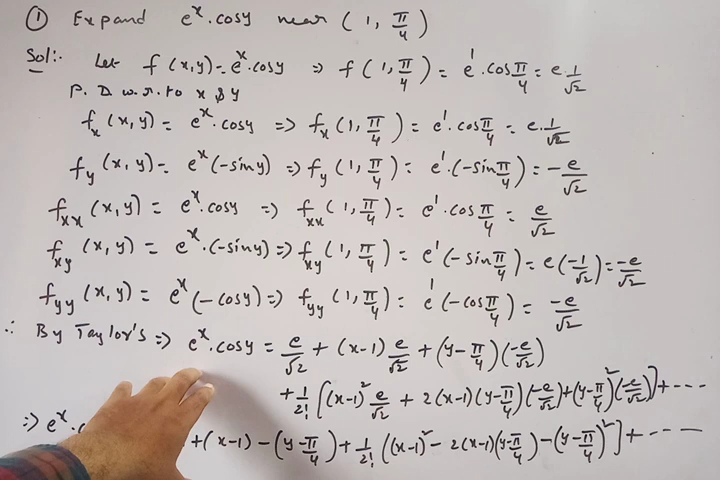 ① Expand e^x.cosy near (1, π/4)
Sol:- Let f(x,y) = e^x.cosy ⇒ f(1, π/4) = e^1.cos π/4 = e.1/√2
P. D w.r.to x & y
f_x (x,y) = e^x.cosy ⇒ f_x (1, π/4) = e^1.cos π/4 = e.1/√2
f_y (x,y) = e^x (-siny) ⇒ f_y (1, π/4) = e^1.(-sin π/4) = -e/√2
f_xx (x,y) = e^x.cosy ⇒ f_xx (1, π/4) = e^1.cos π/4 = e/√2
f_xy (x,y) = e^x.(-siny) ⇒ f_xy (1, π/4) = e^1(-sin π/4) = e(-1/√2) = -e/√2
f_yy (x,y) = e^x (-cosy) ⇒ f_yy (1, π/4) = e^1(-cos π/4) = -e/√2
∴ By Taylor's ⇒ e^x.cosy = e/√2 + (x-1) e/√2 + (y-π/4)(-e/√2)
+ 1/2! [(x-1)^2 e/√2 + 2(x-1)(y-π/4)(-e/√2) + (y-π/4)^2(-e/√2)] + ----
⇒ e^x.c + (x-1) - (y-π/4) + 1/2! ((x-1)^2 - 2(x-1)(y-π/4) - (y-π/4)^2] + ----